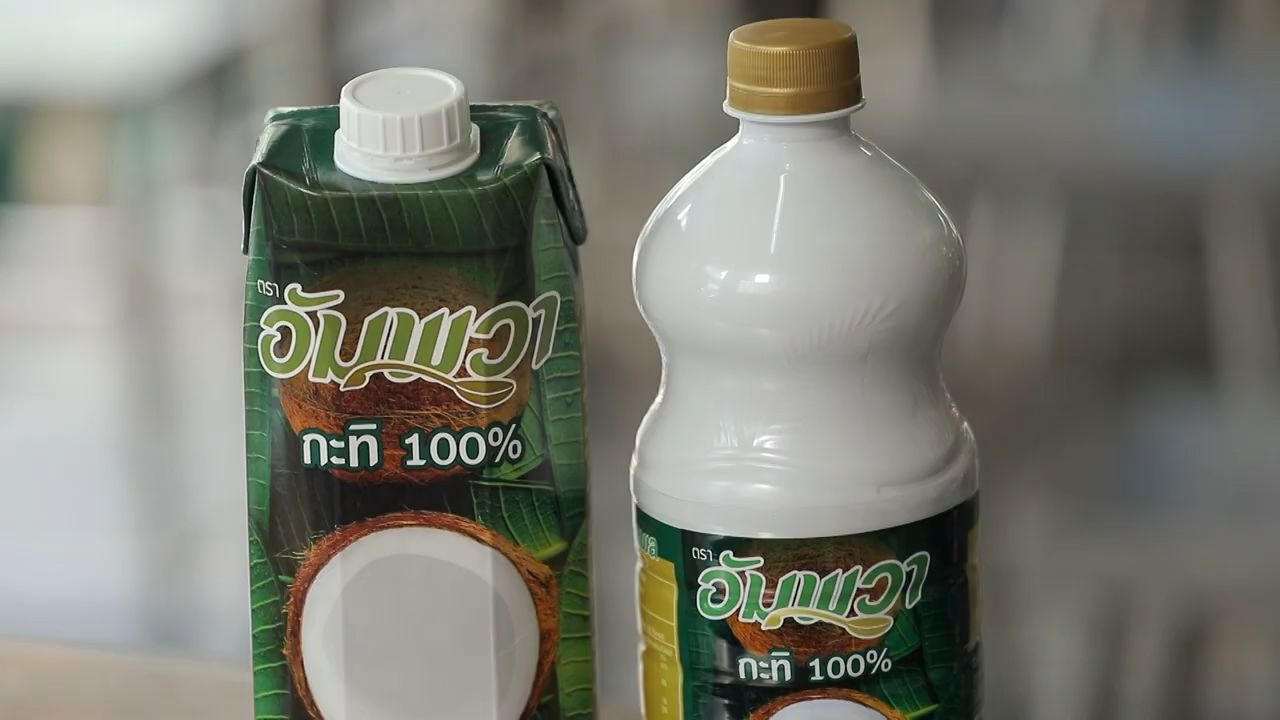 ตรา
อัมพวา
กะทิ 100%
ตรา
อัมพวา
กะทิ 100%